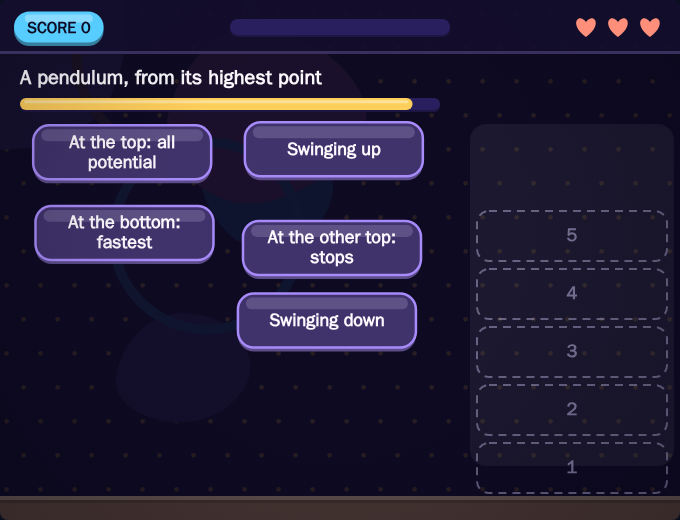 SCORE 0
A pendulum, from its highest point
At the top: all
potential
Swinging up
At the bottom:
fastest
At the other top:
stops
Swinging down
5
4
3
2
1